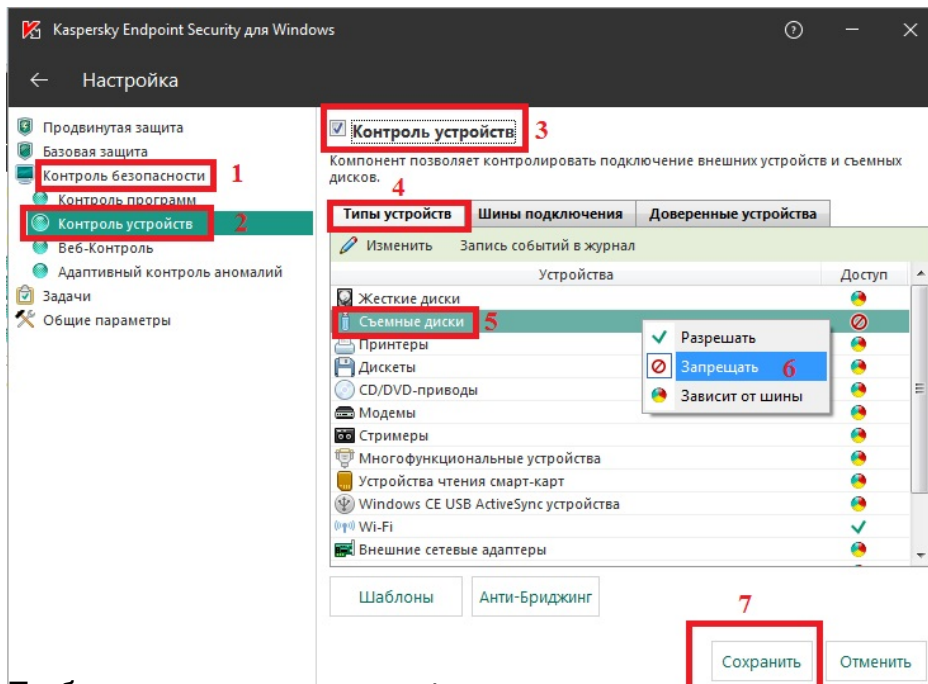 Kaspersky Endpoint Security для Windows
Настройка
Продвинутая защита
Базовая защита
Контроль безопасности 1
Контроль программ
Контроль устройств 2
Веб-Контроль
Адаптивный контроль аномалий
Задачи
Общие параметры
Контроль устройств 3
Компонент позволяет контролировать подключение внешних устройств и съемных
дисков.
4
Типы устройств Шины подключения Доверенные устройства
Изменить Запись событий в журнал
Устройства Доступ
Жесткие диски
Съемные диски 5
Принтеры
Дискеты
CD/DVD-приводы
Модемы
Стримеры
Многофункциональные устройства
Устройства чтения смарт-карт
Windows CE USB ActiveSync устройства
Wi-Fi
Внешние сетевые адаптеры
Разрешать
Запрещать 6
Зависит от шины
Шаблоны Анти-Бриджинг
7
Сохранить Отменить